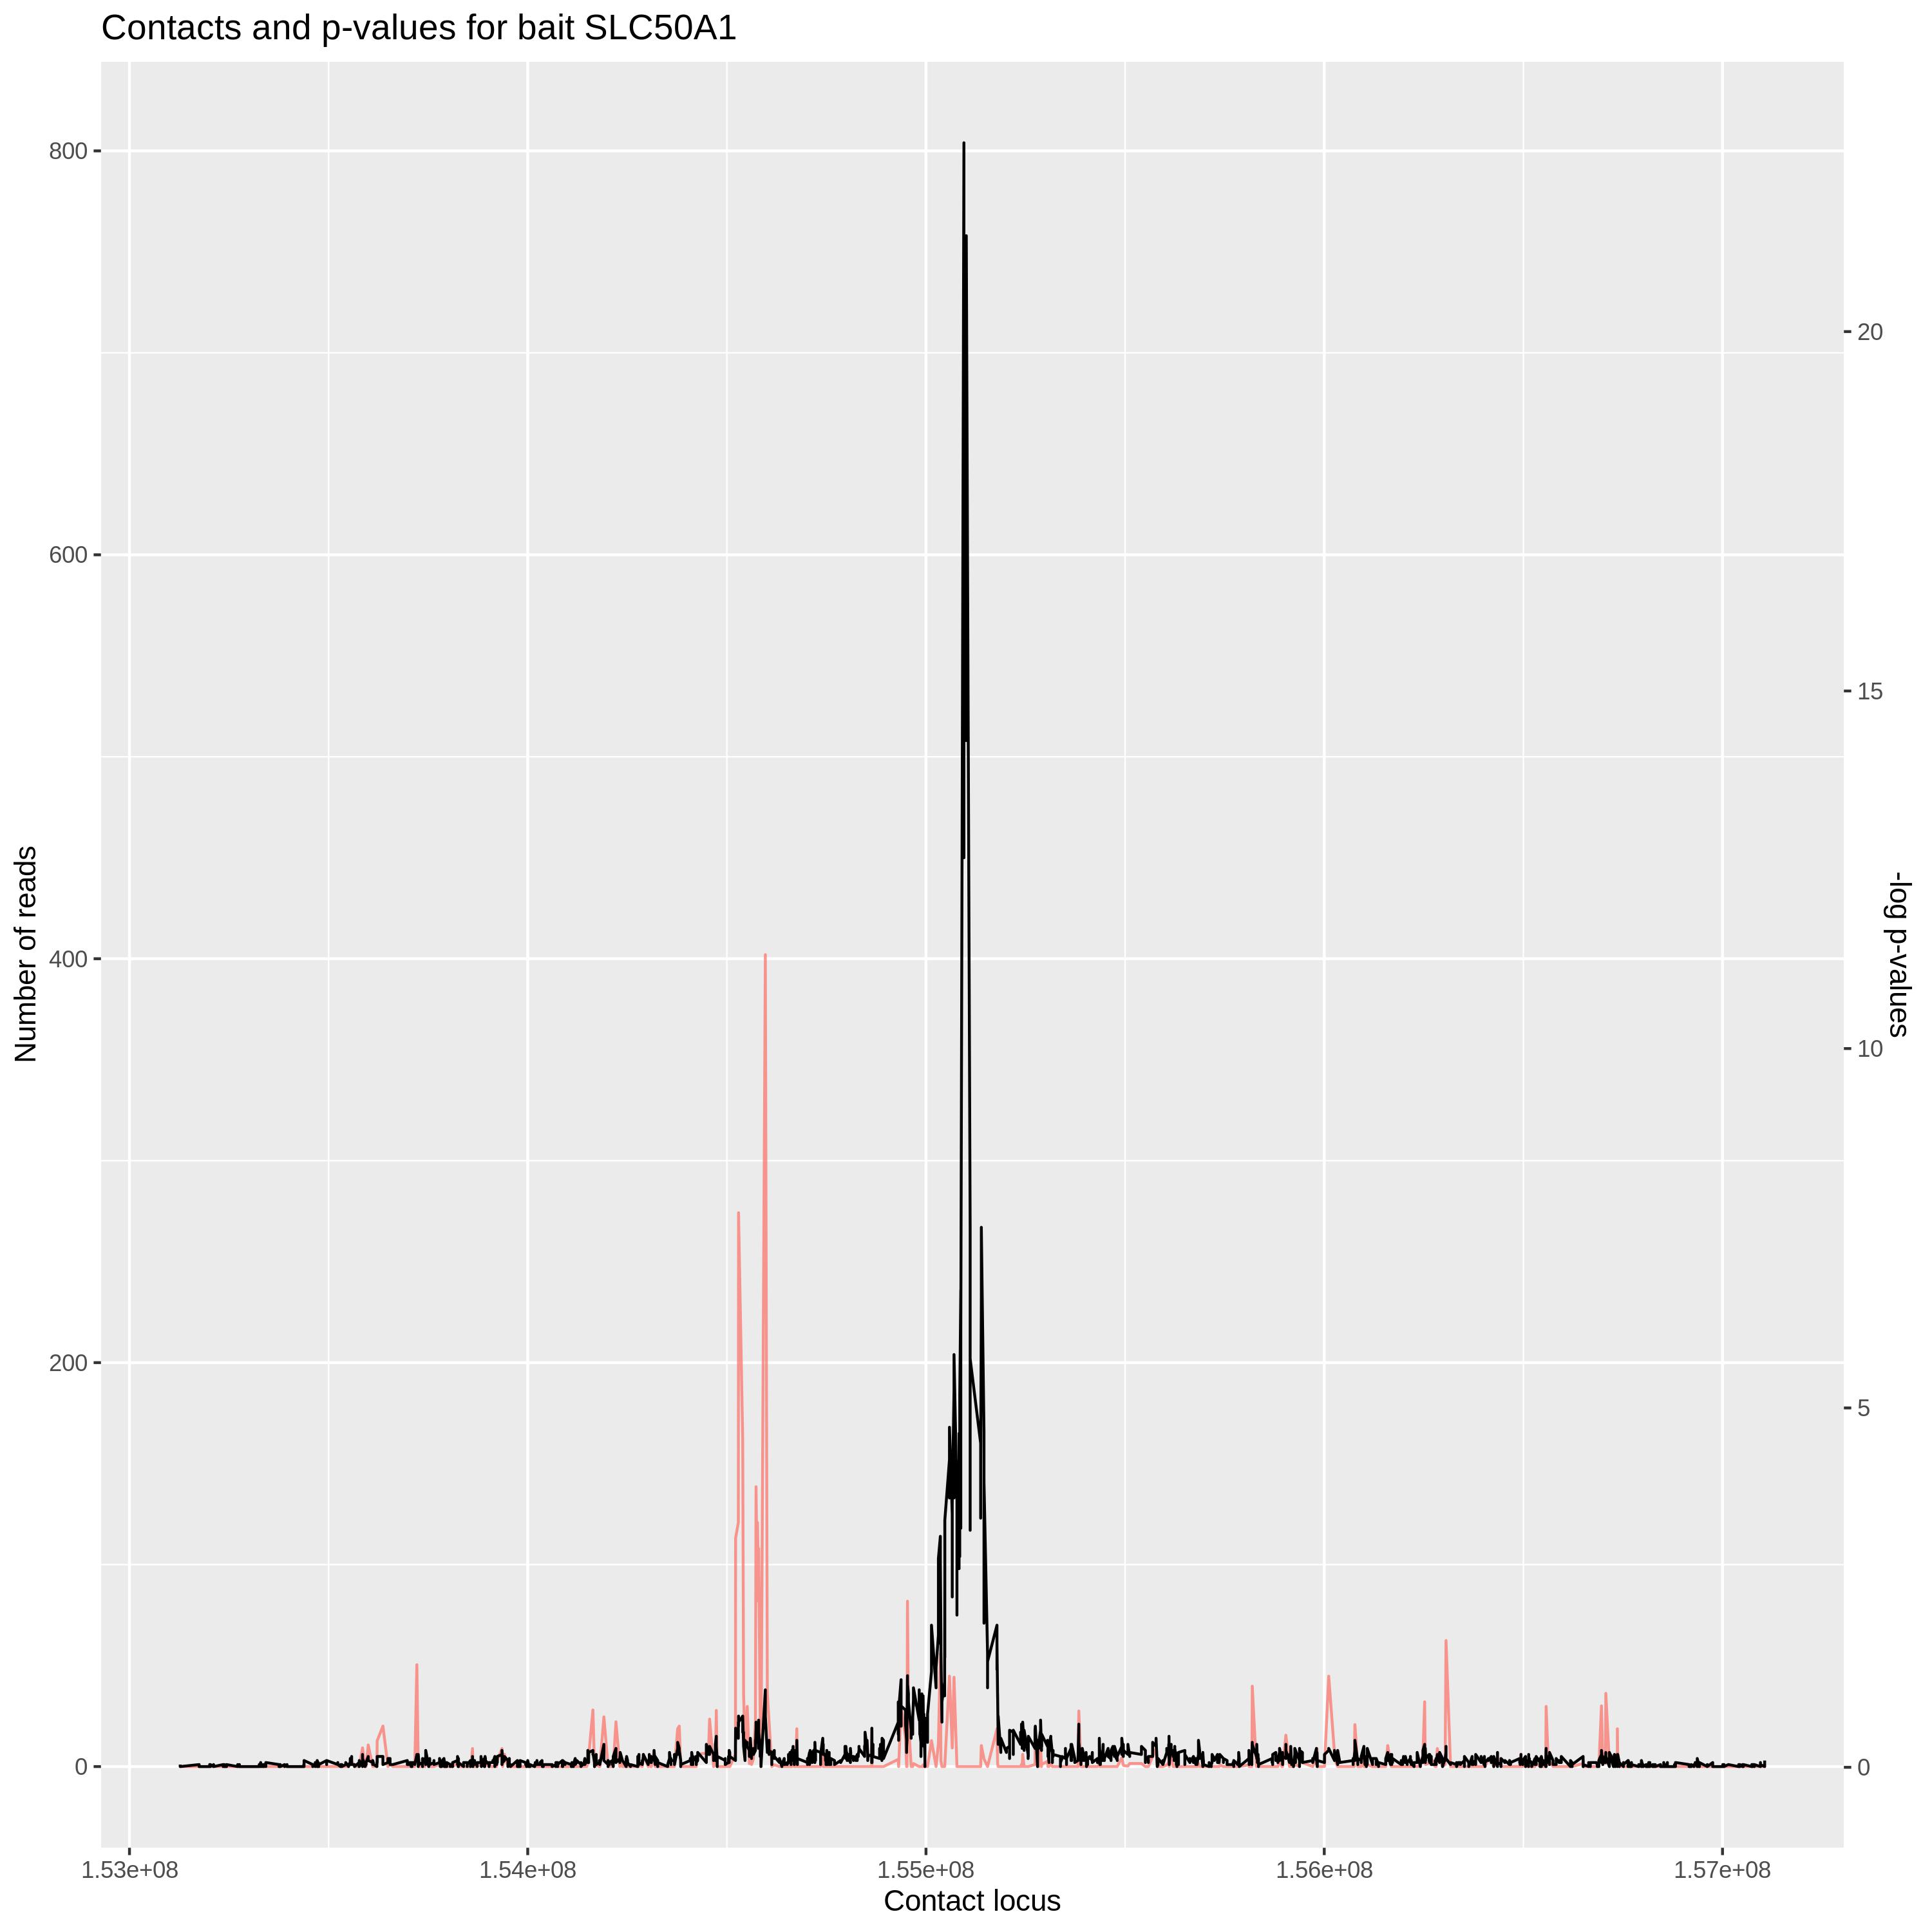 Contacts and p-values for bait SLC50A1
800
600
400
200
0
Number of reads
20
15
10
5
0
-log p-values
1.53e+08
1.54e+08
1.55e+08
1.56e+08
1.57e+08
Contact locus